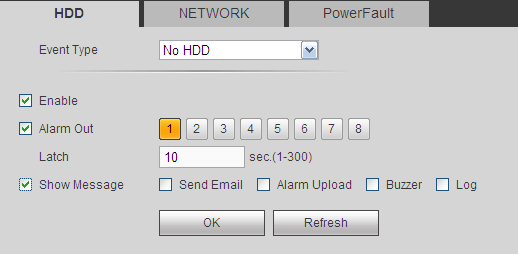 HDD NETWORK PowerFault
Event Type No HDD
Enable
Alarm Out 1 2 3 4 5 6 7 8
Latch 10 sec.(1-300)
Show Message Send Email Alarm Upload Buzzer Log
OK Refresh